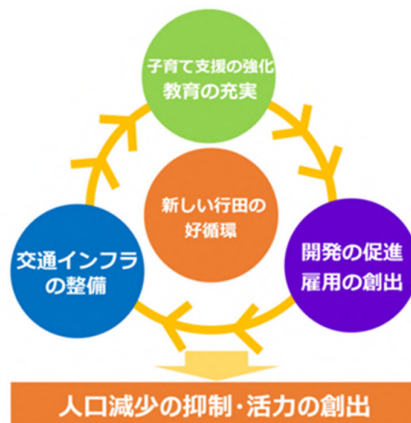 子育て支援の強化
教育の充実
新しい行田の
好循環
交通インフラ
の整備
開発の促進
雇用の創出
人口減少の抑制・活力の創出